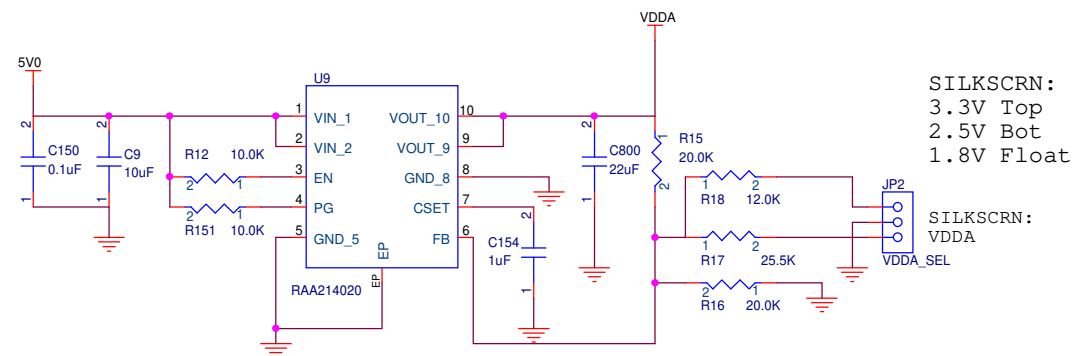 VDDA
5V0
U9
SILKSCRN:
3.3V Top
2.5V Bot
1.8V Float
1 VIN_1 VOUT_10 10
2 VIN_2 VOUT_9 9
3 EN GND_8 8
4 PG CSET 7
5 GND_5 FB 6
EP
EP
RAA214020
2 C150 0.1uF 1
2 C9 10uF 1
R12 10.0K
2 1
2 1
R151 10.0K
2 C154 1uF 1
2 C800 22uF 1
1 R15 20.0K 2
1 2
R18 12.0K
1 2
R17 25.5K
2 1
R16 20.0K
JP2
VDDA_SEL
SILKSCRN:
VDDA